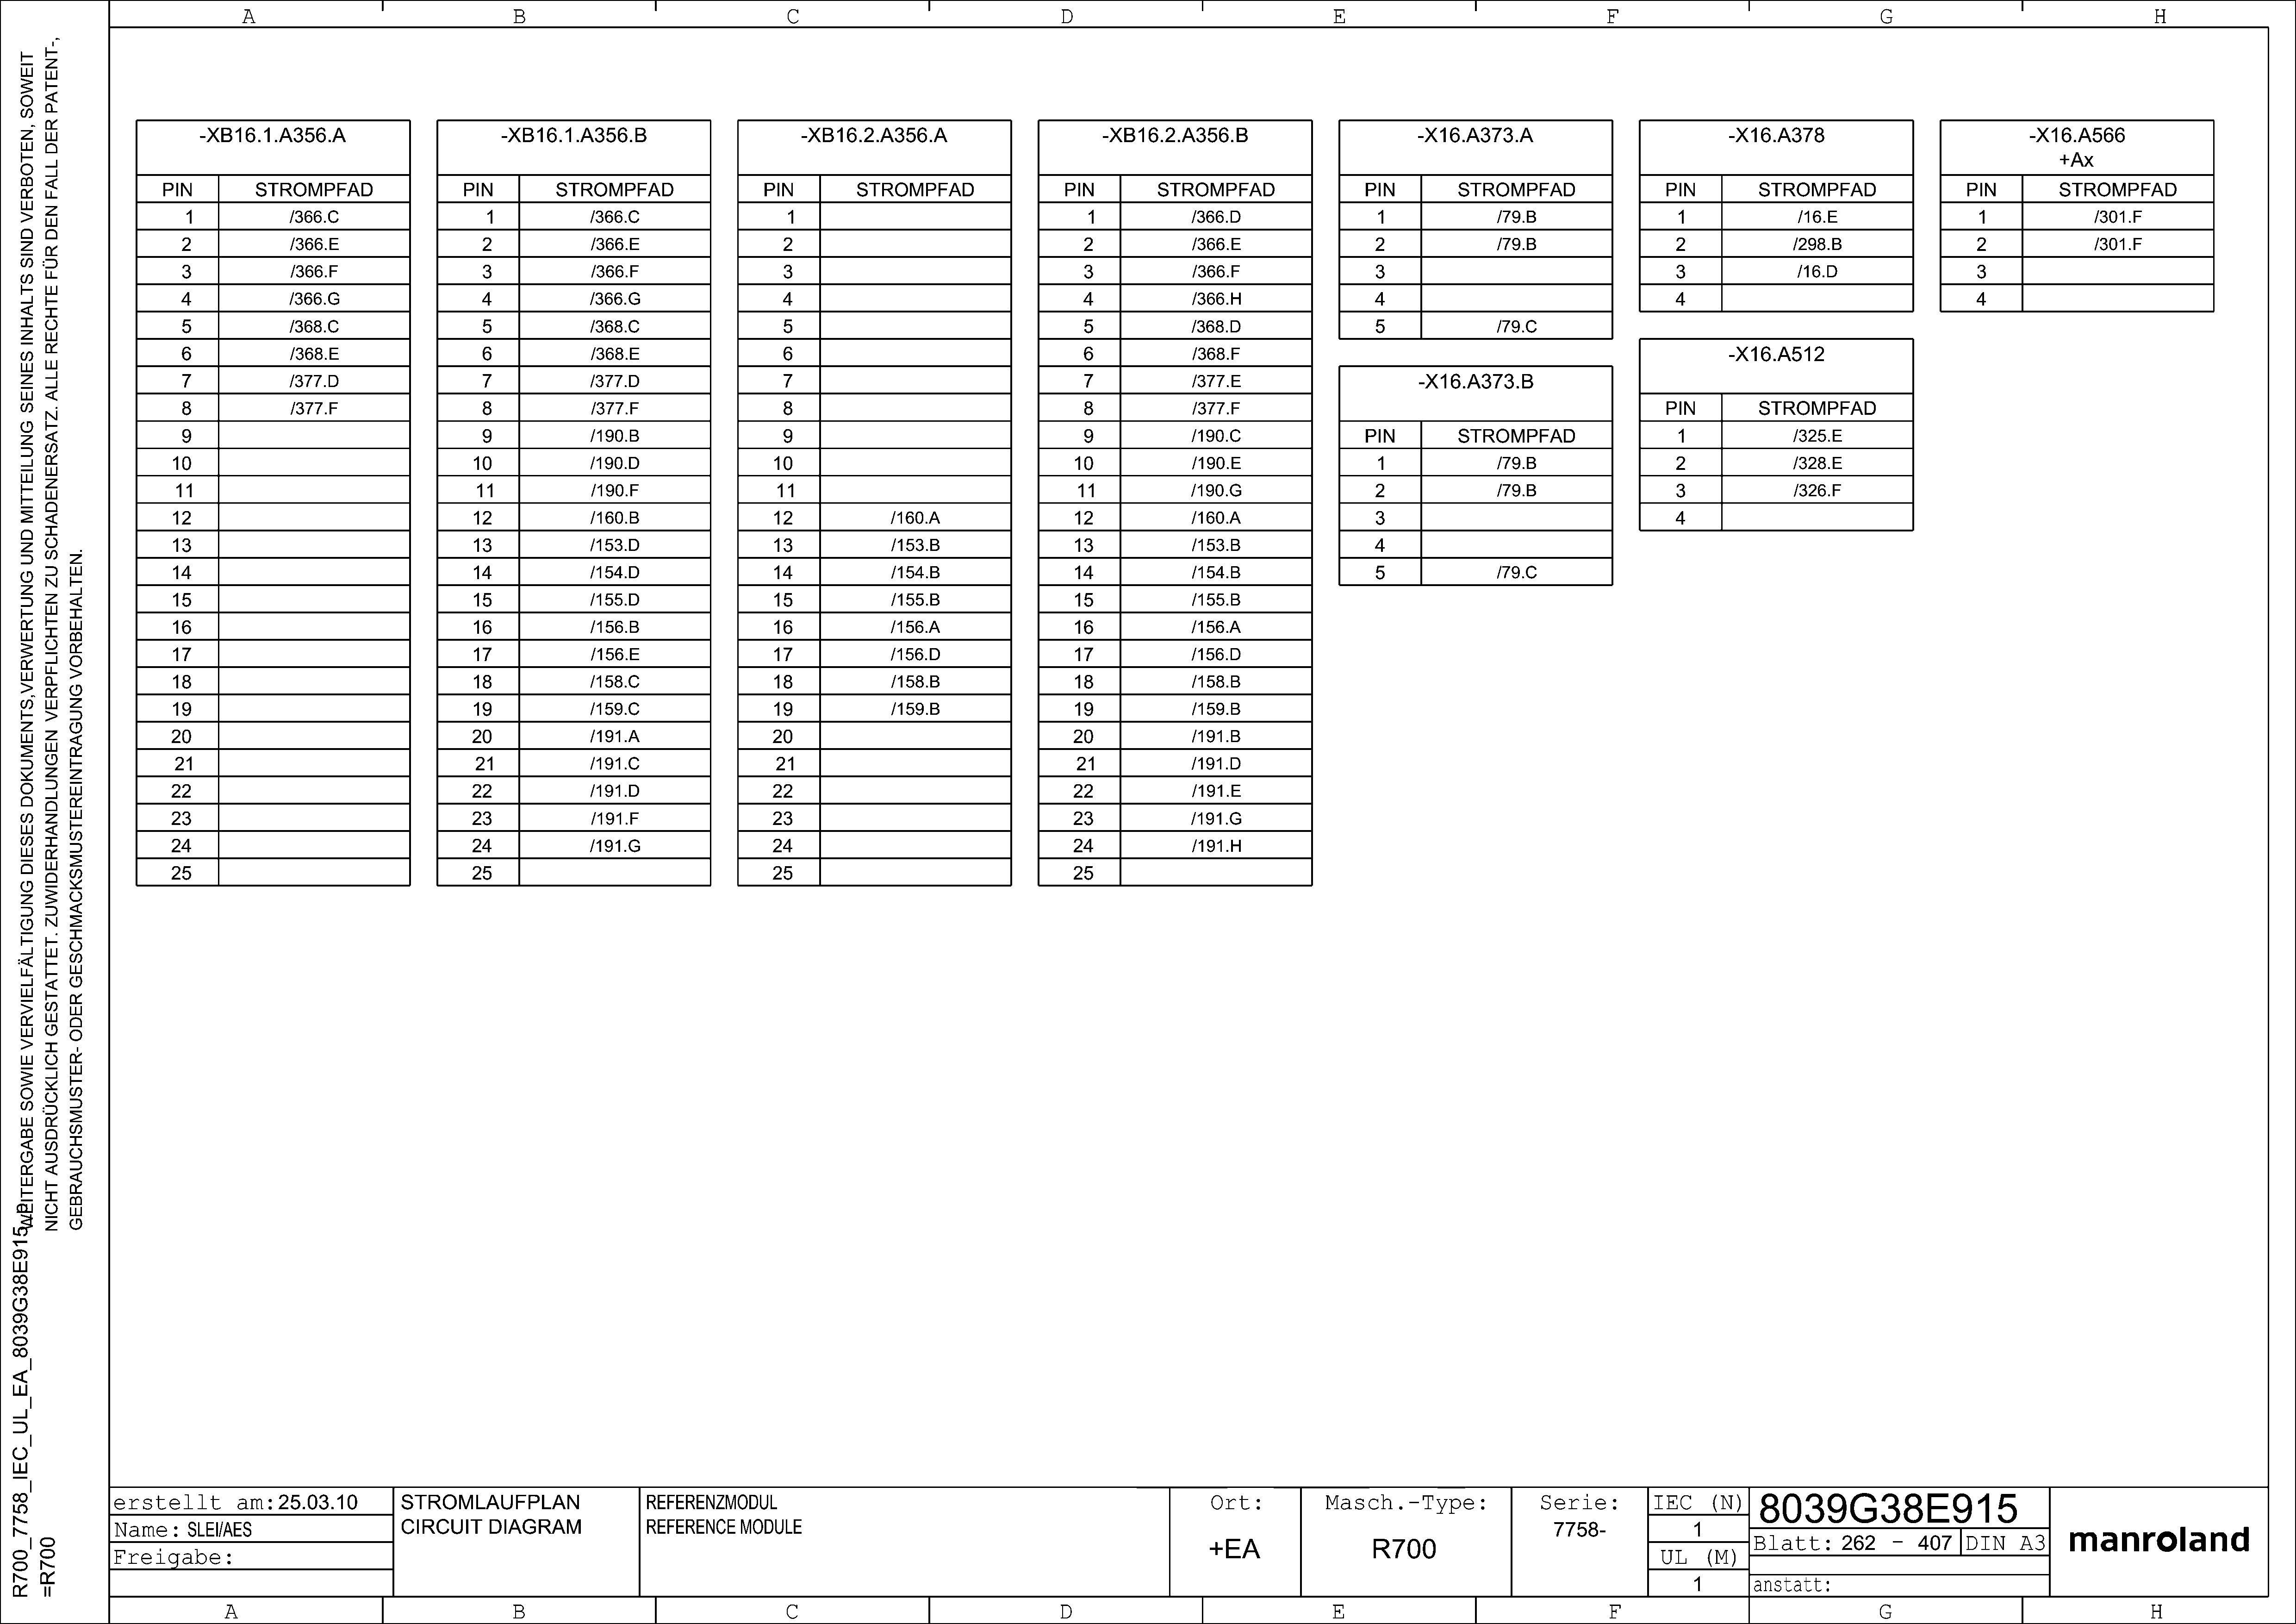 A B C D E F G H
WEITERGABE SOWIE VERVIELFÄLTIGUNG DIESES DOKUMENTS,VERWERTUNG UND MITTEILUNG SEINES INHALTS SIND VERBOTEN, SOWEIT
NICHT AUSDRÜCKLICH GESTATTET. ZUWIDERHANDLUNGEN VERPFLICHTEN ZU SCHADENERSATZ. ALLE RECHTE FÜR DEN FALL DER PATENT-,
GEBRAUCHSMUSTER- ODER GESCHMACKSMUSTEREINTRAGUNG VORBEHALTEN.
R700_7758_IEC_UL_EA_8039G38E915_D
=R700
-XB16.1.A356.A
PIN STROMPFAD
1 /366.C
2 /366.E
3 /366.F
4 /366.G
5 /368.C
6 /368.E
7 /377.D
8 /377.F
9
10
11
12
13
14
15
16
17
18
19
20
21
22
23
24
25
-XB16.1.A356.B
PIN STROMPFAD
1 /366.C
2 /366.E
3 /366.F
4 /366.G
5 /368.C
6 /368.E
7 /377.D
8 /377.F
9 /190.B
10 /190.D
11 /190.F
12 /160.B
13 /153.D
14 /154.D
15 /155.D
16 /156.B
17 /156.E
18 /158.C
19 /159.C
20 /191.A
21 /191.C
22 /191.D
23 /191.F
24 /191.G
25
-XB16.2.A356.A
PIN STROMPFAD
1
2
3
4
5
6
7
8
9
10
11
12 /160.A
13 /153.B
14 /154.B
15 /155.B
16 /156.A
17 /156.D
18 /158.B
19 /159.B
20
21
22
23
24
25
-XB16.2.A356.B
PIN STROMPFAD
1 /366.D
2 /366.E
3 /366.F
4 /366.H
5 /368.D
6 /368.F
7 /377.E
8 /377.F
9 /190.C
10 /190.E
11 /190.G
12 /160.A
13 /153.B
14 /154.B
15 /155.B
16 /156.A
17 /156.D
18 /158.B
19 /159.B
20 /191.B
21 /191.D
22 /191.E
23 /191.G
24 /191.H
25
-X16.A373.A
PIN STROMPFAD
1 /79.B
2 /79.B
3
4
5 /79.C
-X16.A373.B
PIN STROMPFAD
1 /79.B
2 /79.B
3
4
5 /79.C
-X16.A378
PIN STROMPFAD
1 /16.E
2 /298.B
3 /16.D
4
-X16.A512
PIN STROMPFAD
1 /325.E
2 /328.E
3 /326.F
4
-X16.A566
+Ax
PIN STROMPFAD
1 /301.F
2 /301.F
3
4
erstellt am: 25.03.10
Name: SLEI/AES
Freigabe:
STROMLAUFPLAN
CIRCUIT DIAGRAM
REFERENZMODUL
REFERENCE MODULE
Ort:
+EA
Masch.-Type:
R700
Serie:
7758-
IEC (N)
1
UL (M)
1
8039G38E915
Blatt: 262 - 407 DIN A3
anstatt:
manroland
A B C D E F G H